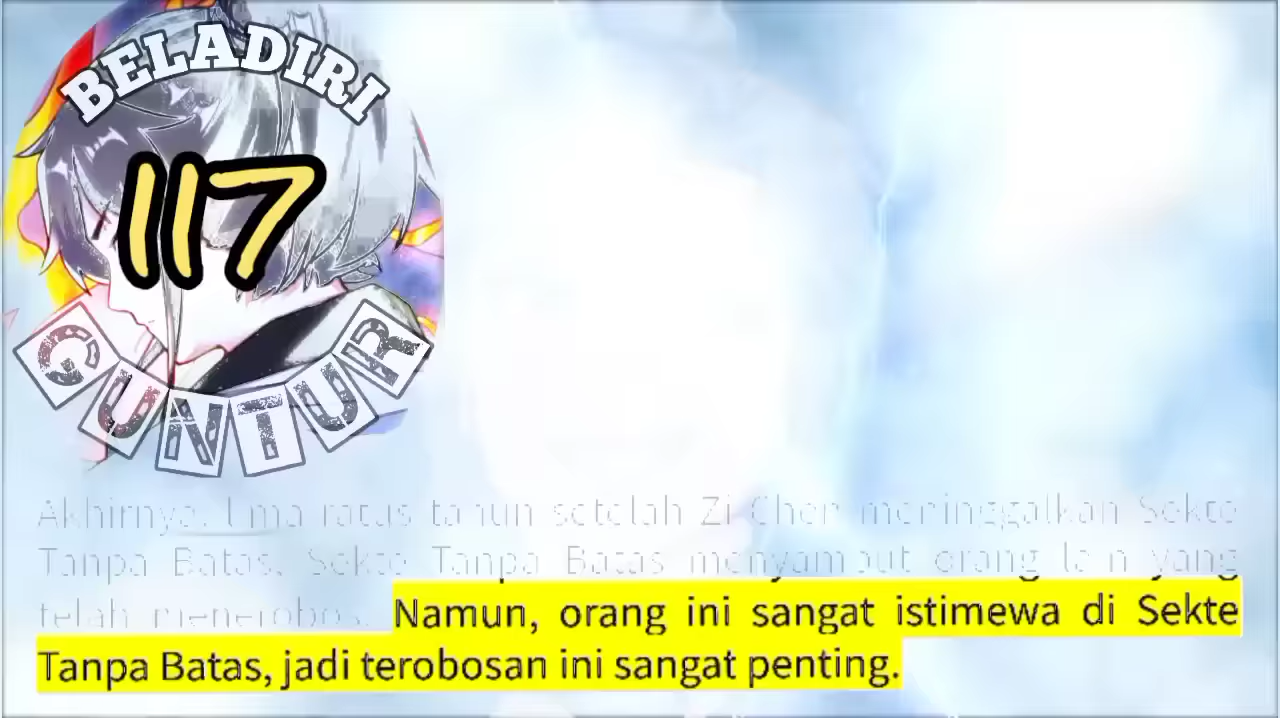 BELADIRI
117
GUNTUR
Akhirnya, lima ratus tahun setelah Zi Chen meninggalkan Sekte
Tanpa Batas, Sekte Tanpa Batas menyambut orang lain yang
telah menerobos. Namun, orang ini sangat istimewa di Sekte
Tanpa Batas, jadi terobosan ini sangat penting.